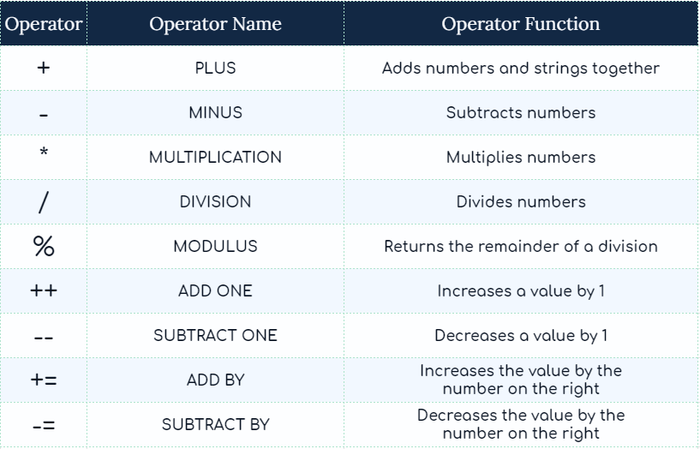 Operator Operator Name Operator Function
+ PLUS Adds numbers and strings together
- MINUS Subtracts numbers
* MULTIPLICATION Multiplies numbers
/ DIVISION Divides numbers
% MODULUS Returns the remainder of a division
++ ADD ONE Increases a value by 1
-- SUBTRACT ONE Decreases a value by 1
+= ADD BY Increases the value by the
number on the right
-= SUBTRACT BY Decreases the value by the
number on the right